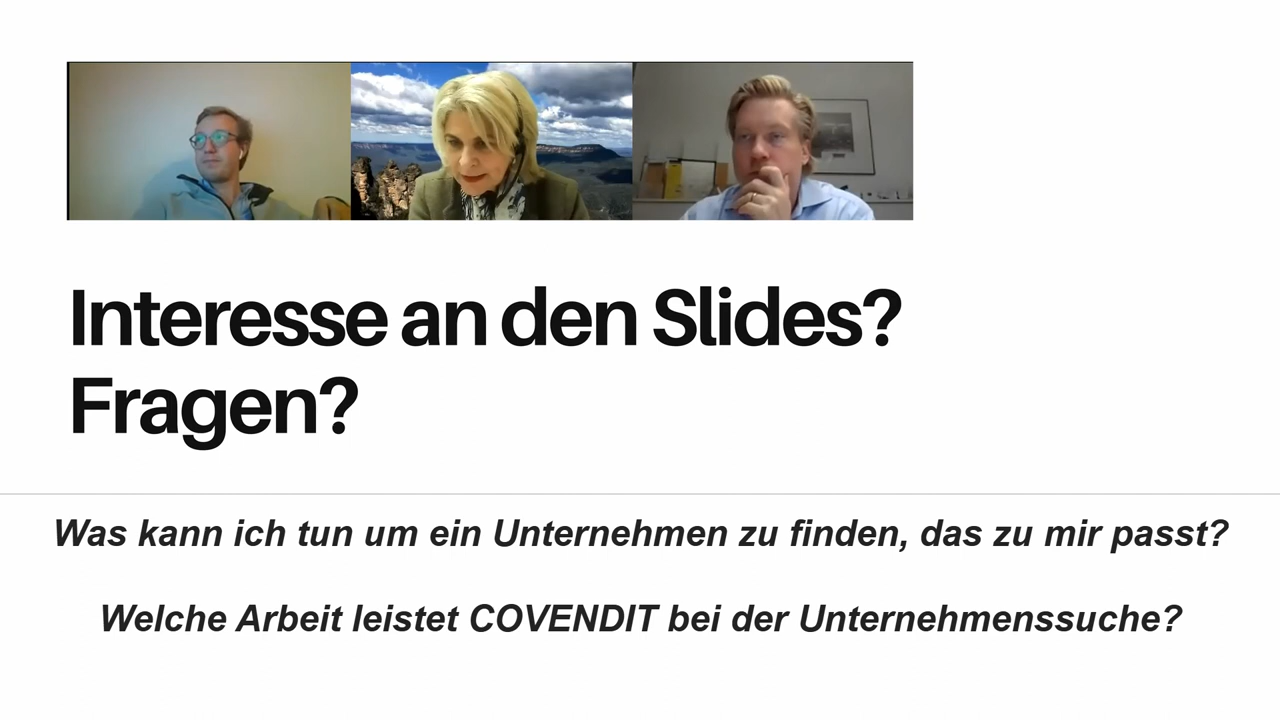 Interesse an den Slides?
Fragen?
Was kann ich tun um ein Unternehmen zu finden, das zu mir passt?
Welche Arbeit leistet COVENDIT bei der Unternehmenssuche?